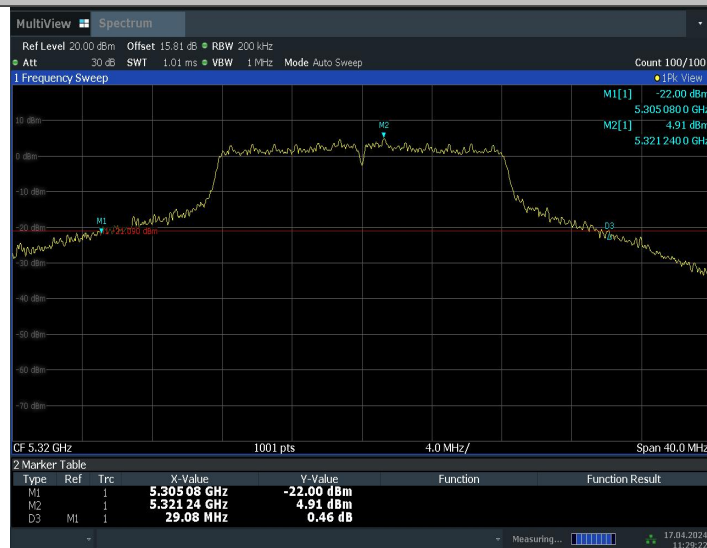 MultiView Spectrum
Ref Level 20.00 dBm Offset 15.81 dB RBW 200 kHz
Att 30 dB SWT 1.01 ms VBW 1 MHz Mode Auto Sweep Count 100/100
1 Frequency Sweep 1Pk View
M1[1] -22.00 dBm
5.305 080 0 GHz
M2[1] 4.91 dBm
5.321 240 0 GHz
10 dBm
M2
0 dBm
-10 dBm
M1
D3
-20 dBm
-21.090 dBm
-30 dBm
-40 dBm
-50 dBm
-60 dBm
-70 dBm
CF 5.32 GHz 1001 pts 4.0 MHz/ Span 40.0 MHz
2 Marker Table
Type Ref Trc X-Value Y-Value Function Function Result
M1 1 5.305 08 GHz -22.00 dBm
M2 1 5.321 24 GHz 4.91 dBm
D3 M1 1 29.08 MHz 0.46 dB
Measuring... 17.04.2024
11:29:22